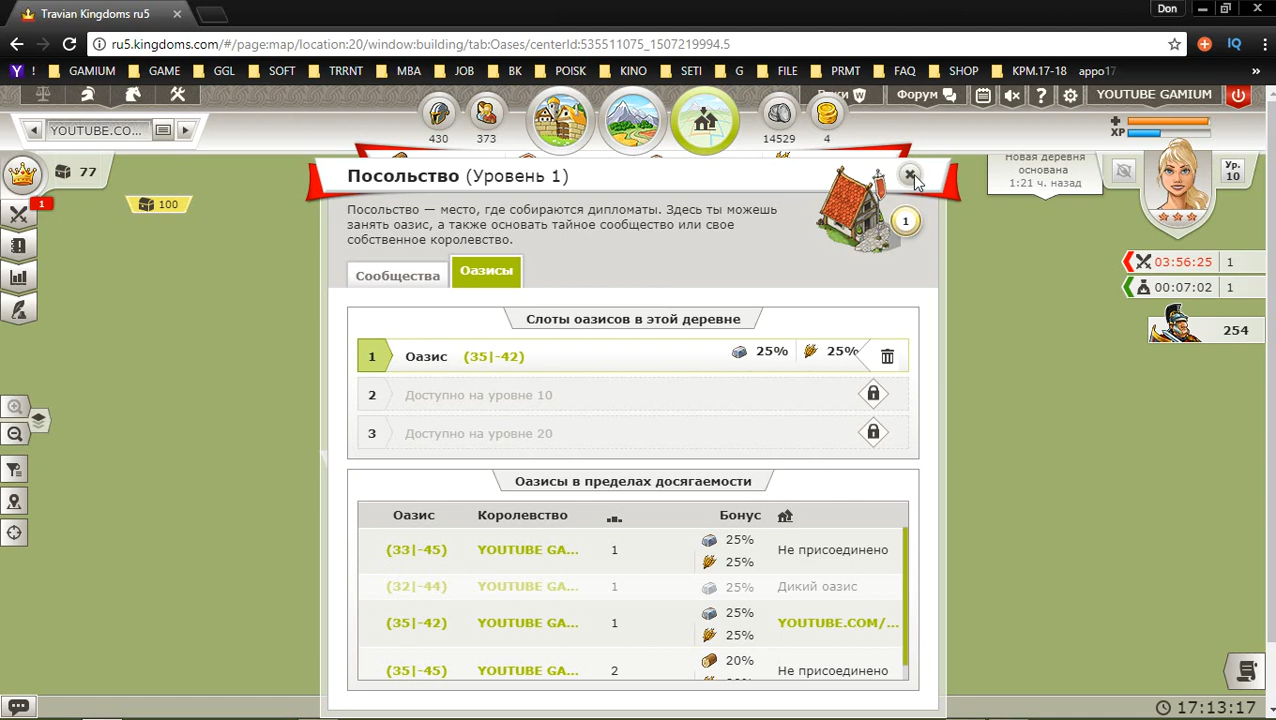 Travian Kingdoms ru5
Don
ru5.kingdoms.com/#/page:map/location:20/window:building/tab:Oases/centerId:535511075_1507219994.5
! GAMIUM GAME GGL SOFT TRRNT MBA JOB BK POISK KINO SETI G FILE PRMT FAQ SHOP KPM.17-18 appo17 »
Форум YOUTUBE GAMIUM
YOUTUBE.CO...
430 373 14529 4
XP
77
100
1
Новая деревня
основана
1:21 ч. назад
Ур.
10
Посольство (Уровень 1)
1
Посольство — место, где собираются дипломаты. Здесь ты можешь
занять оазис, а также основать тайное сообщество или свое
собственное королевство.
Сообщества Оазисы
03:56:25 1
00:07:02 1
254
Слоты оазисов в этой деревне
1 Оазис (35|-42) 25% 25%
2 Доступно на уровне 10
3 Доступно на уровне 20
Оазисы в пределах досягаемости
Оазис Королевство Бонус
(33|-45) YOUTUBE GA... 1 25% Не присоединено
25%
(32|-44) YOUTUBE GA... 1 25% Дикий оазис
(35|-42) YOUTUBE GA... 1 25% YOUTUBE.COM/...
25%
(35|-45) YOUTUBE GA... 2 20% Не присоединено
17:13:17